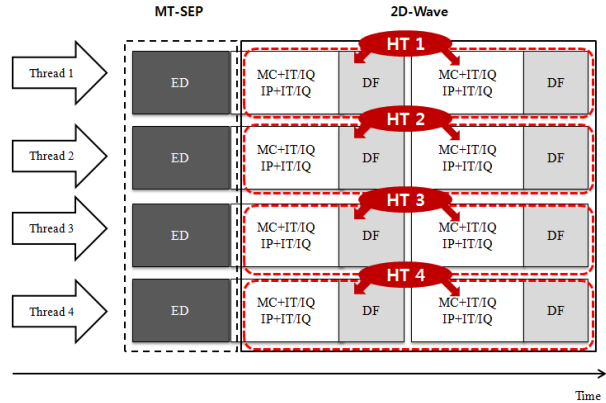 MT-SEP 2D-Wave
HT 1
Thread 1 ED MC+IT/IQ DF MC+IT/IQ DF
IP+IT/IQ IP+IT/IQ
HT 2
Thread 2 ED MC+IT/IQ DF MC+IT/IQ DF
IP+IT/IQ IP+IT/IQ
HT 3
Thread 3 ED MC+IT/IQ DF MC+IT/IQ DF
IP+IT/IQ IP+IT/IQ
HT 4
Thread 4 ED MC+IT/IQ DF MC+IT/IQ DF
IP+IT/IQ IP+IT/IQ
Time